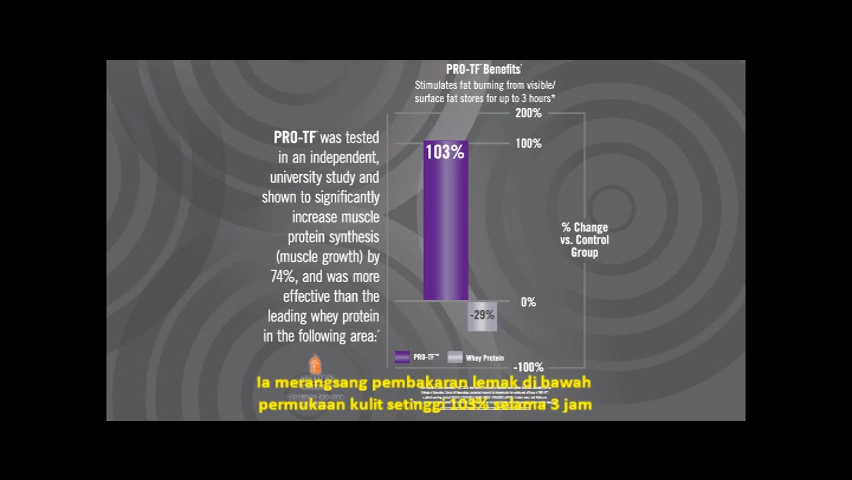 PRO-TF™ Benefits*
Stimulates fat burning from visible/
surface fat stores for up to 3 hours*
200%
100%
103%
PRO-TF™ was tested
in an independent,
university study and
shown to significantly
increase muscle
protein synthesis
(muscle growth) by
74%, and was more
effective than the
leading whey protein
in the following area:*
% Change
vs. Control
Group
0%
-29%
PRO-TF™ Whey Protein
-100%
Ia merangsang pembakaran lemak di bawah
permukaan kulit setinggi 103% selama 3 jam